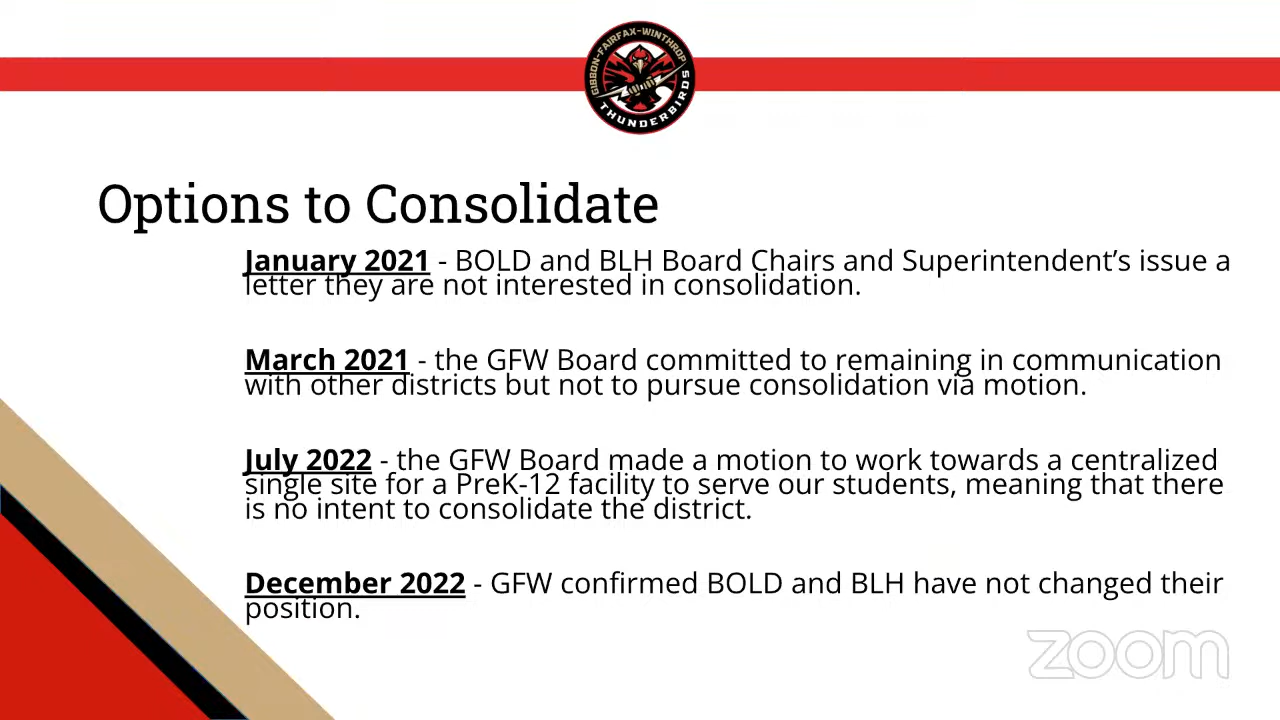 GIBBON-FAIRFAX-WINTHROP
THUNDERBIRDS
Options to Consolidate
January 2021 - BOLD and BLH Board Chairs and Superintendent’s issue a
letter they are not interested in consolidation.
March 2021 - the GFW Board committed to remaining in communication
with other districts but not to pursue consolidation via motion.
July 2022 - the GFW Board made a motion to work towards a centralized
single site for a PreK-12 facility to serve our students, meaning that there
is no intent to consolidate the district.
December 2022 - GFW confirmed BOLD and BLH have not changed their
position.
zoom